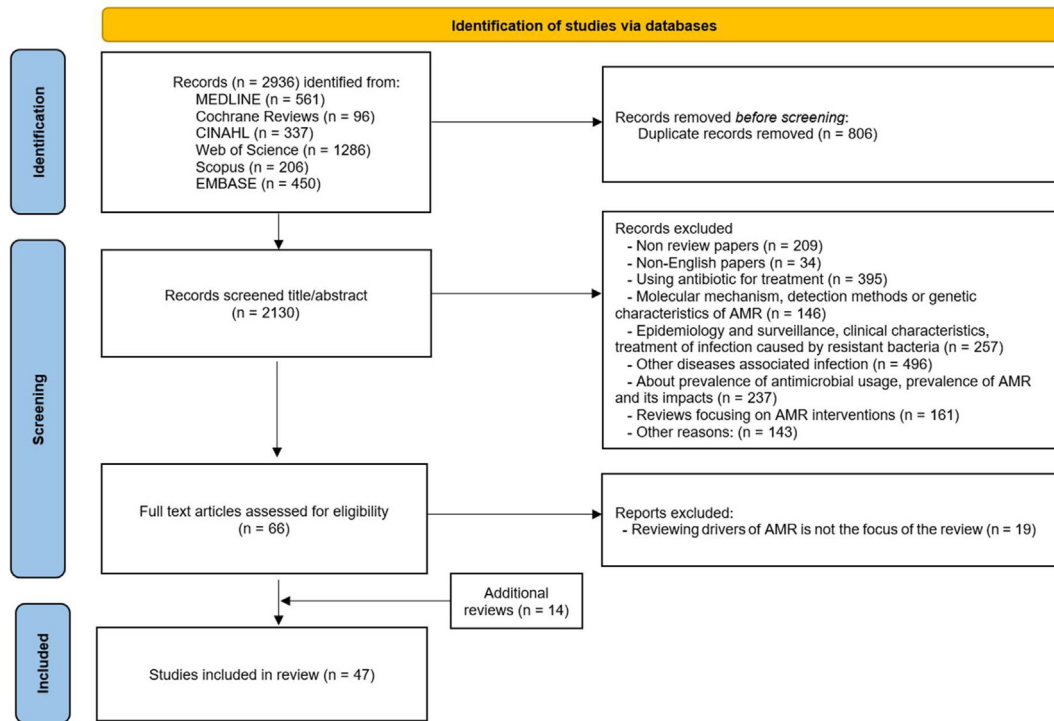 Identification of studies via databases
Identification
Records (n = 2936) identified from:
MEDLINE (n = 561)
Cochrane Reviews (n = 96)
CINAHL (n = 337)
Web of Science (n = 1286)
Scopus (n = 206)
EMBASE (n = 450)
Records removed before screening:
Duplicate records removed (n = 806)
Screening
Records screened title/abstract
(n = 2130)
Records excluded
- Non review papers (n = 209)
- Non-English papers (n = 34)
- Using antibiotic for treatment (n = 395)
- Molecular mechanism, detection methods or genetic
characteristics of AMR (n = 146)
- Epidemiology and surveillance, clinical characteristics,
treatment of infection caused by resistant bacteria (n = 257)
- Other diseases associated infection (n = 496)
- About prevalence of antimicrobial usage, prevalence of AMR
and its impacts (n = 237)
- Reviews focusing on AMR interventions (n = 161)
- Other reasons: (n = 143)
Full text articles assessed for eligibility
(n = 66)
Reports excluded:
- Reviewing drivers of AMR is not the focus of the review (n = 19)
Additional
reviews (n = 14)
Included
Studies included in review (n = 47)